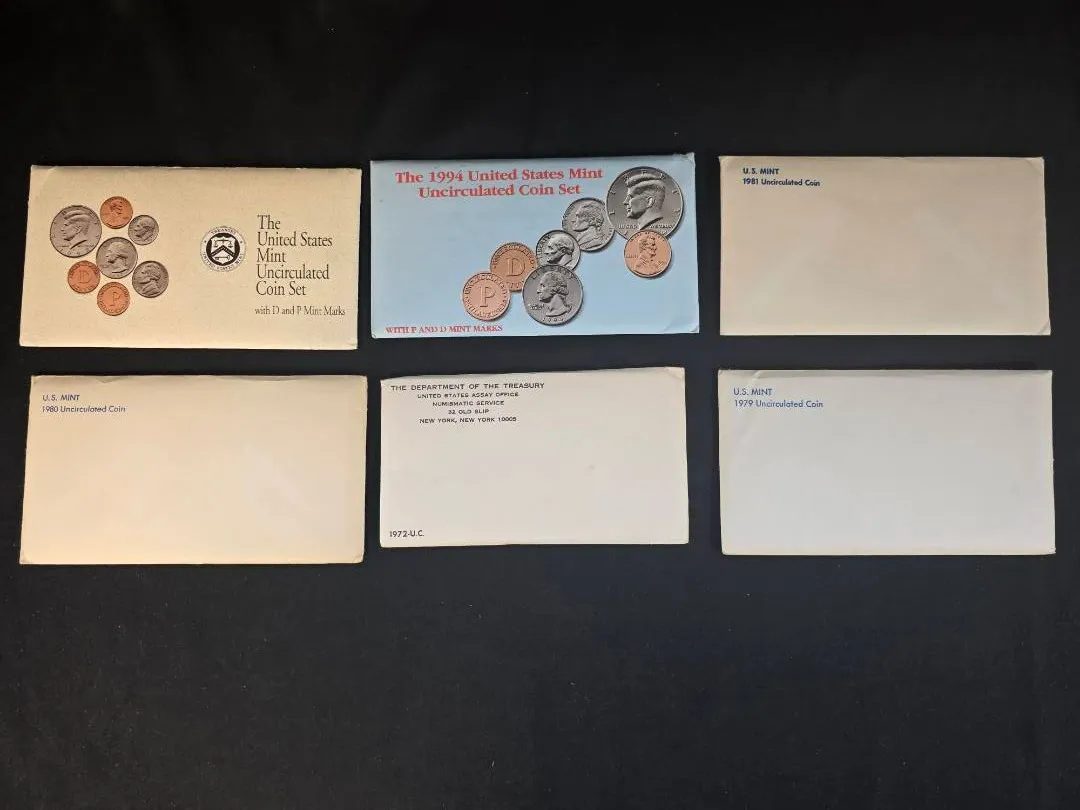 The
United States
Mint
Uncirculated
Coin Set
with D and P Mint Marks
The 1994 United States Mint
Uncirculated Coin Set
D
P
WITH P AND D MINT MARKS
U.S. MINT
1981 Uncirculated Coin
U.S. MINT
1980 Uncirculated Coin
THE DEPARTMENT OF THE TREASURY
UNITED STATES ASSAY OFFICE
NUMISMATIC SERVICE
32 OLD SLIP
NEW YORK, NEW YORK 10005
1972-U.C.
U.S. MINT
1979 Uncirculated Coin